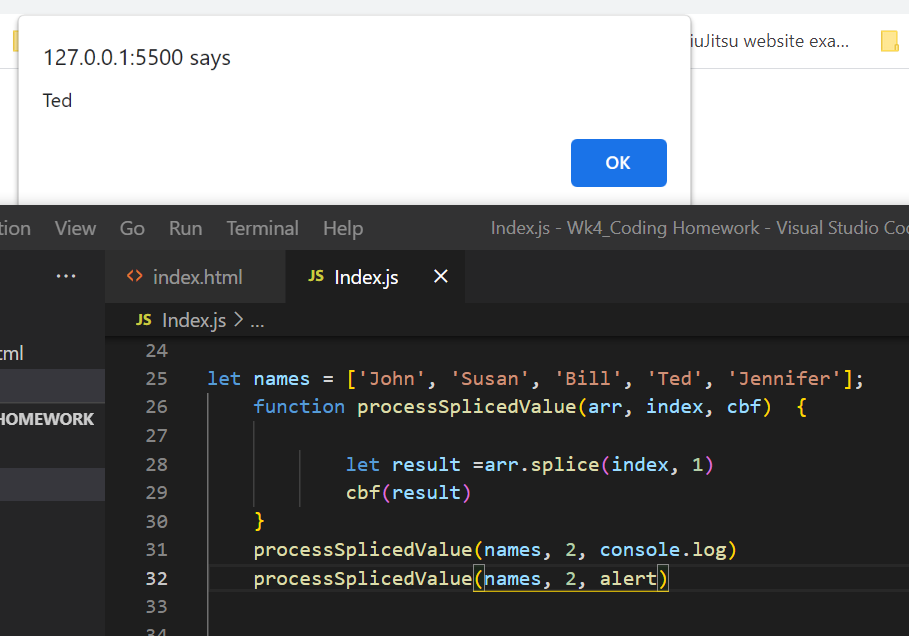 127.0.0.1:5500 says
iuJitsu website exa...
Ted
OK
tion View Go Run Terminal Help Index.js - Wk4_Coding Homework - Visual Studio Cod
... <> index.html JS Index.js ✕
JS Index.js > ...
tml
HOMEWORK
24
25 let names = ['John', 'Susan', 'Bill', 'Ted', 'Jennifer'];
26 function processSplicedValue(arr, index, cbf) {
27
28 let result =arr.splice(index, 1)
29 cbf(result)
30 }
31 processSplicedValue(names, 2, console.log)
32 processSplicedValue(names, 2, alert)
33
34